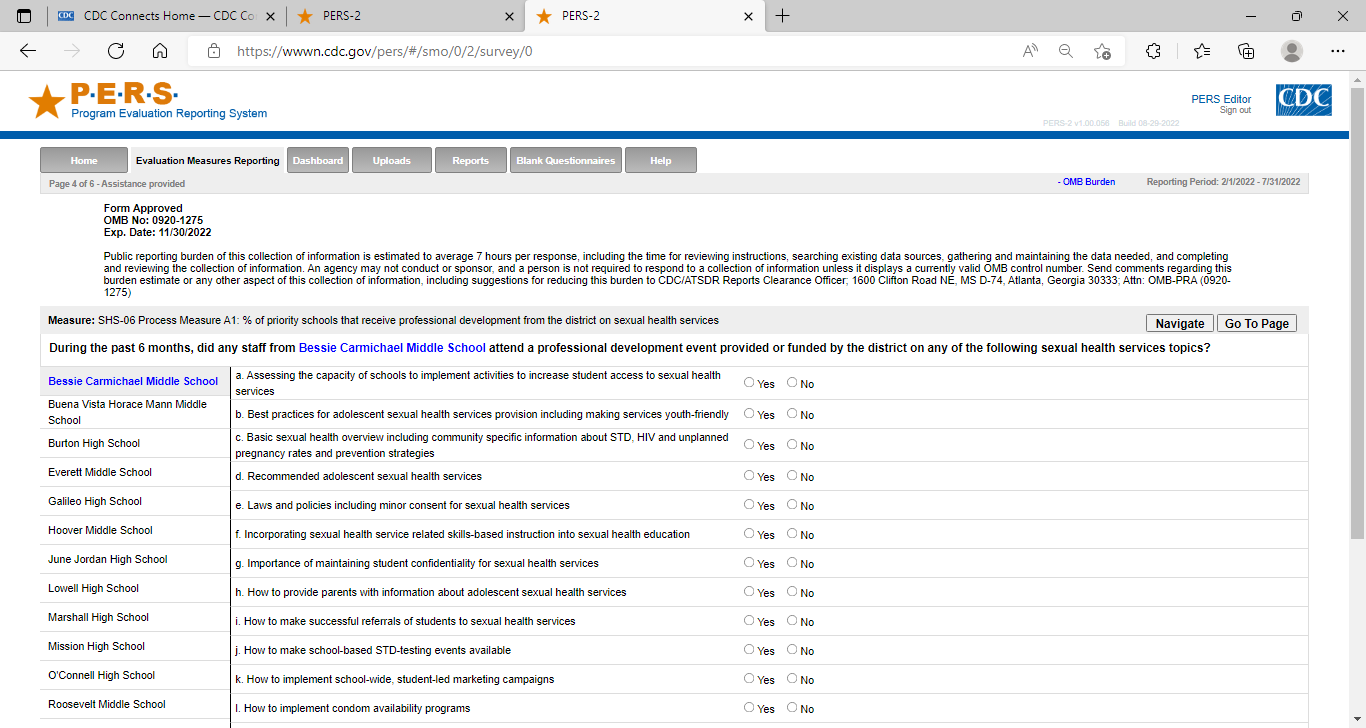 CDC Connects Home — CDC Co
PERS-2
PERS-2
https://wwwn.cdc.gov/pers/#/smo/0/2/survey/0
P·E·R·S·
Program Evaluation Reporting System
PERS Editor
Sign out
CDC
PERS-2 v1.00.056 Build 08-29-2022
Home
Evaluation Measures Reporting
Dashboard
Uploads
Reports
Blank Questionnaires
Help
Page 4 of 6 - Assistance provided
- OMB Burden
Reporting Period: 2/1/2022 - 7/31/2022
Form Approved
OMB No: 0920-1275
Exp. Date: 11/30/2022
Public reporting burden of this collection of information is estimated to average 7 hours per response, including the time for reviewing instructions, searching existing data sources, gathering and maintaining the data needed, and completing
and reviewing the collection of information. An agency may not conduct or sponsor, and a person is not required to respond to a collection of information unless it displays a currently valid OMB control number. Send comments regarding this
burden estimate or any other aspect of this collection of information, including suggestions for reducing this burden to CDC/ATSDR Reports Clearance Officer; 1600 Clifton Road NE, MS D-74, Atlanta, Georgia 30333; Attn: OMB-PRA (0920-
1275)
Measure: SHS-06 Process Measure A1: % of priority schools that receive professional development from the district on sexual health services
Navigate
Go To Page
During the past 6 months, did any staff from Bessie Carmichael Middle School attend a professional development event provided or funded by the district on any of the following sexual health services topics?
Bessie Carmichael Middle School
Buena Vista Horace Mann Middle
School
Burton High School
Everett Middle School
Galileo High School
Hoover Middle School
June Jordan High School
Lowell High School
Marshall High School
Mission High School
O'Connell High School
Roosevelt Middle School
a. Assessing the capacity of schools to implement activities to increase student access to sexual health
services
Yes No
b. Best practices for adolescent sexual health services provision including making services youth-friendly
Yes No
c. Basic sexual health overview including community specific information about STD, HIV and unplanned
pregnancy rates and prevention strategies
Yes No
d. Recommended adolescent sexual health services
Yes No
e. Laws and policies including minor consent for sexual health services
Yes No
f. Incorporating sexual health service related skills-based instruction into sexual health education
Yes No
g. Importance of maintaining student confidentiality for sexual health services
Yes No
h. How to provide parents with information about adolescent sexual health services
Yes No
i. How to make successful referrals of students to sexual health services
Yes No
j. How to make school-based STD-testing events available
Yes No
k. How to implement school-wide, student-led marketing campaigns
Yes No
l. How to implement condom availability programs
Yes No